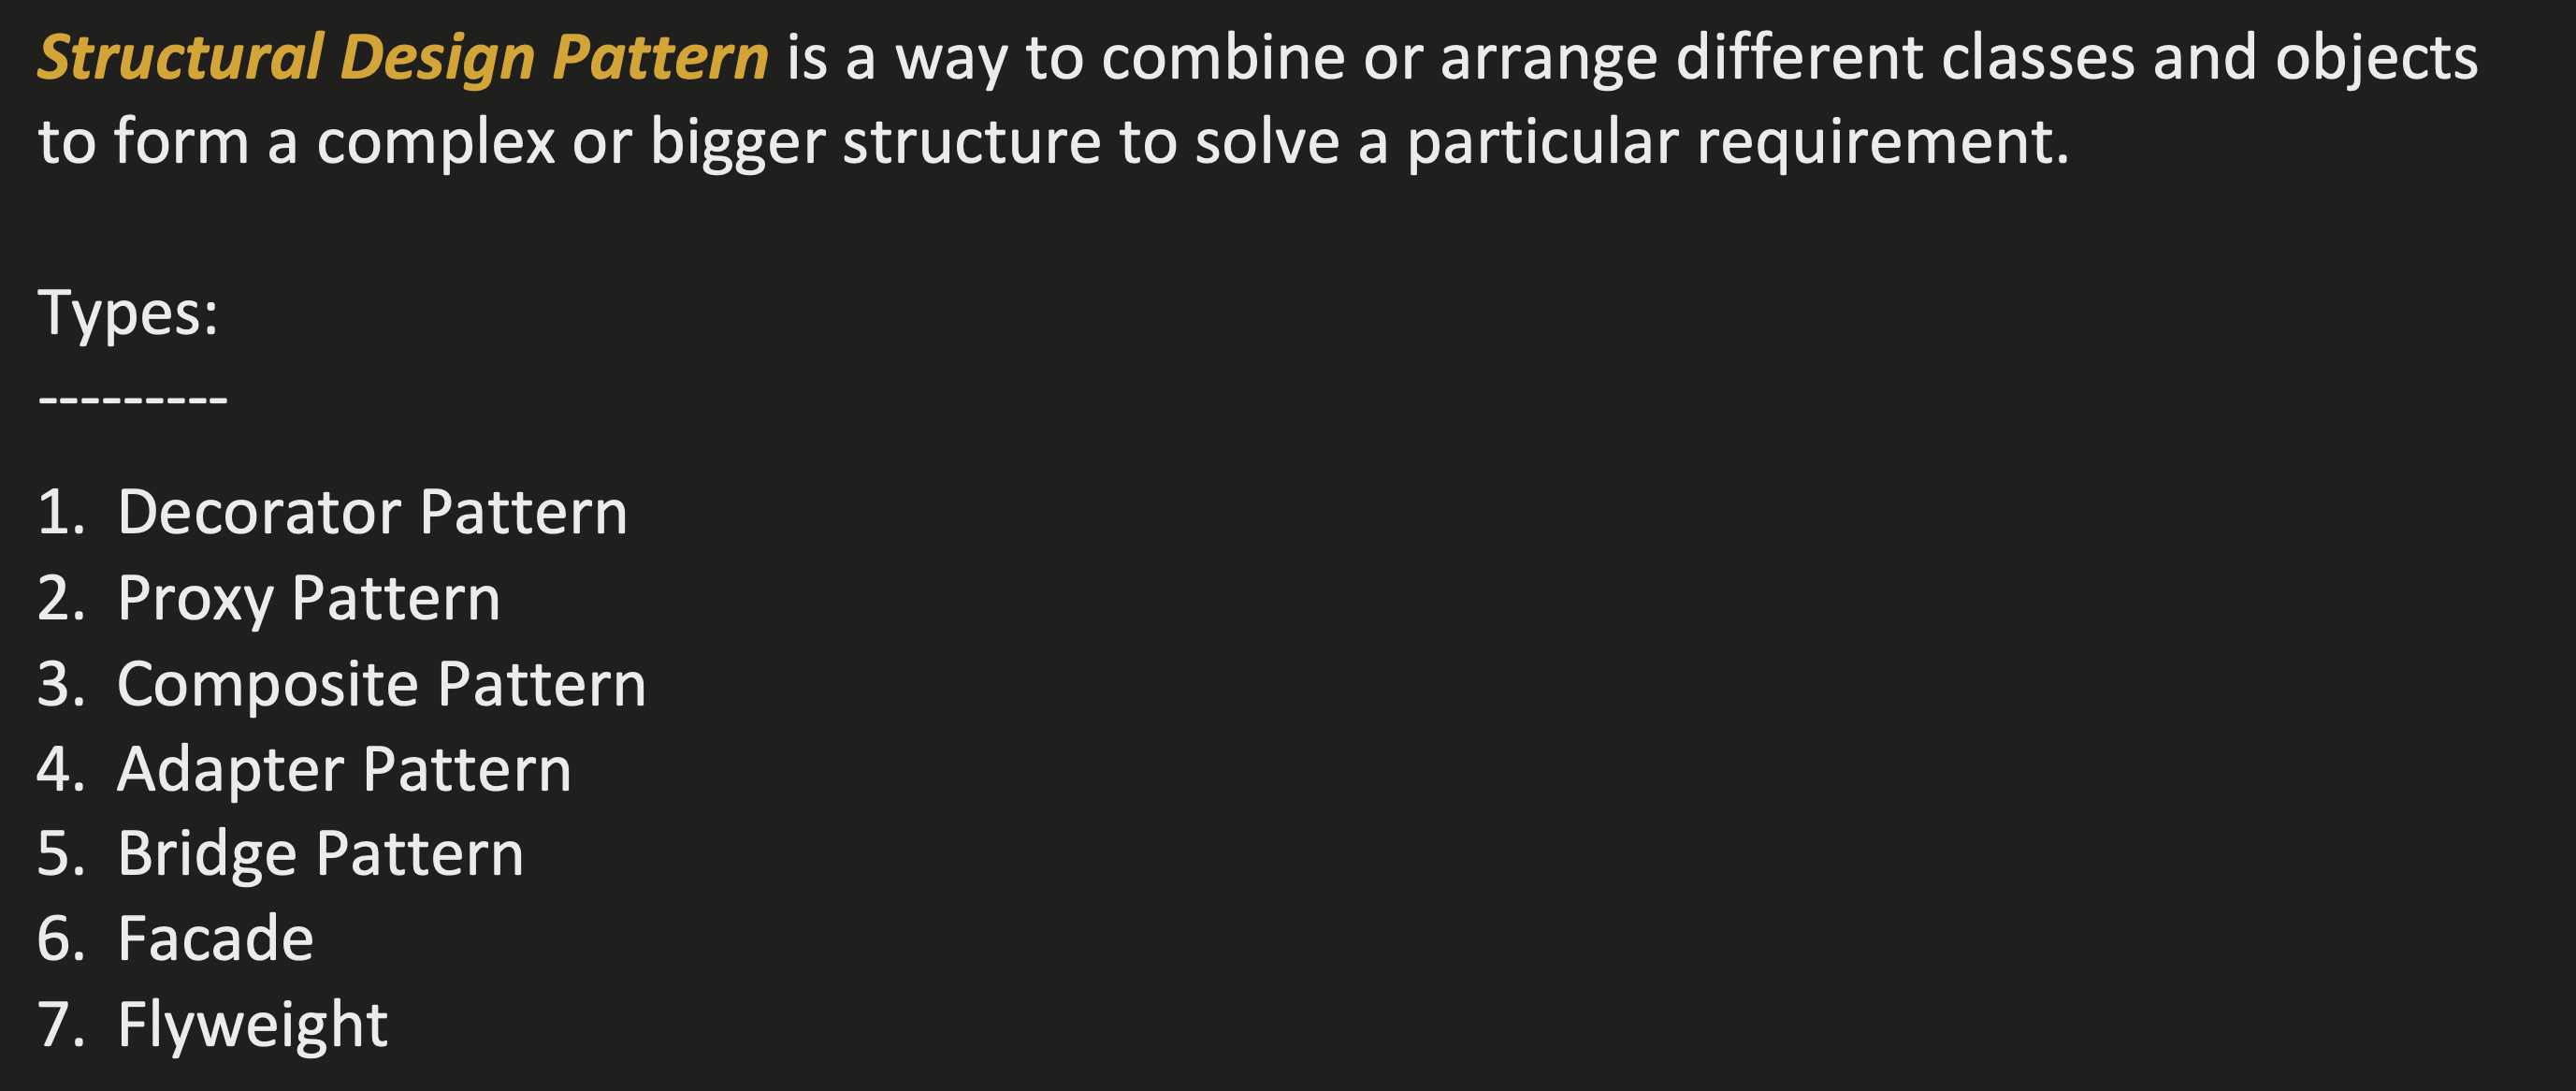 Structural Design Pattern is a way to combine or arrange different classes and objects
to form a complex or bigger structure to solve a particular requirement.
Types:
---------
1. Decorator Pattern
2. Proxy Pattern
3. Composite Pattern
4. Adapter Pattern
5. Bridge Pattern
6. Facade
7. Flyweight